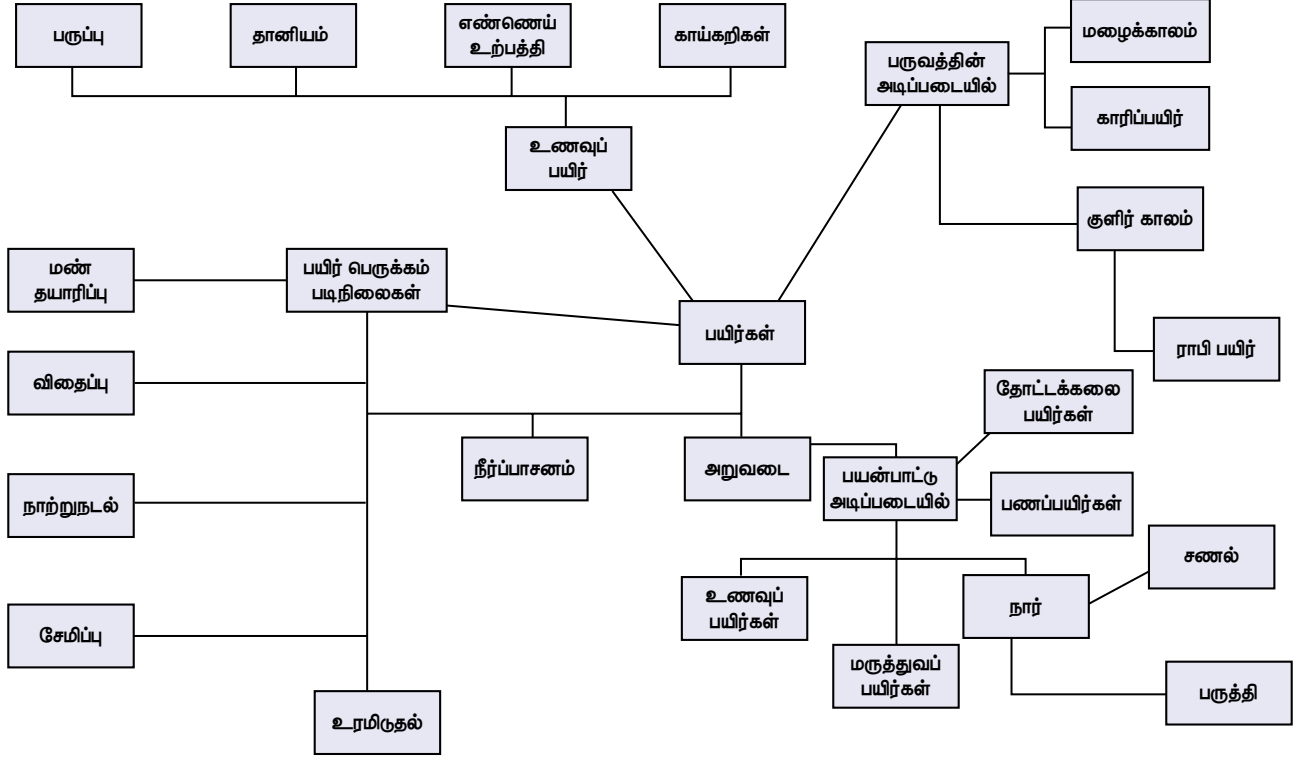 பருப்பு
தானியம்
எண்ணெய்
உற்பத்தி
காய்கறிகள்
பருவத்தின்
அடிப்படையில்
மழைக்காலம்
காரிப்பயிர்
உணவுப்
பயிர்
குளிர் காலம்
மண்
தயாரிப்பு
பயிர் பெருக்கம்
படிநிலைகள்
பயிர்கள்
ராபி பயிர்
விதைப்பு
தோட்டக்கலை
பயிர்கள்
நீர்ப்பாசனம்
அறுவடை
பயன்பாட்டு
அடிப்படையில்
பணப்பயிர்கள்
நாற்றுநடல்
சணல்
உணவுப்
பயிர்கள்
நார்
சேமிப்பு
மருத்துவப்
பயிர்கள்
பருத்தி
உரமிடுதல்